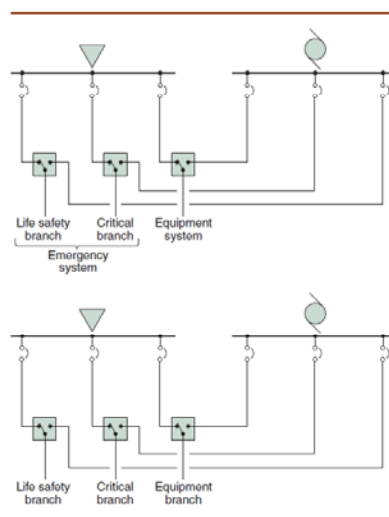 Life safety branch
Critical branch
Equipment system
Emergency system
Life safety branch
Critical branch
Equipment branch